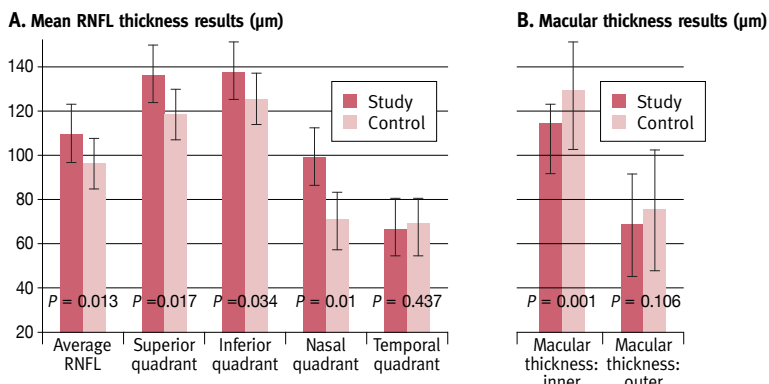 A. Mean RNFL thickness results (μm)
140
120
100
80
60
40
20
Study
Control
P = 0.013
P =0.017
P =0.034
P = 0.01
P = 0.437
Average
RNFL
Superior
quadrant
Inferior
quadrant
Nasal
quadrant
Temporal
quadrant
B. Macular thickness results (μm)
Study
Control
P = 0.001
P = 0.106
Macular
thickness:
inner
Macular
thickness:
outer